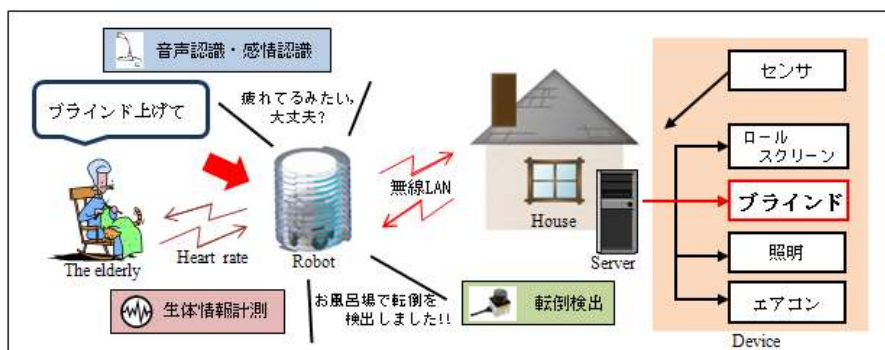 音声認識・感情認識
ブラインド上げて
疲れてるみたい,
大丈夫?
無線LAN
The elderly
Heart rate
Robot
House
Server
生体情報計測
お風呂場で転倒を
検出しました!!
転倒検出
センサ
ロール
スクリーン
ブラインド
照明
エアコン
Device